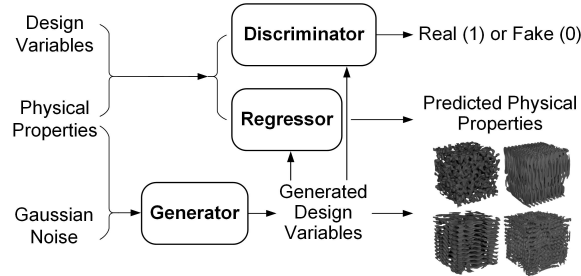 Design
Variables
Discriminator
Real (1) or Fake (0)
Physical
Properties
Regressor
Predicted Physical
Properties
Gaussian
Noise
Generator
Generated
Design
Variables